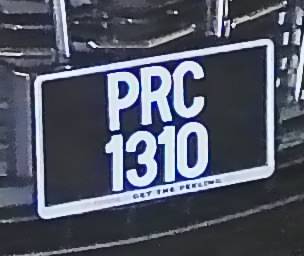 PRC
1310
GET THE FEELING